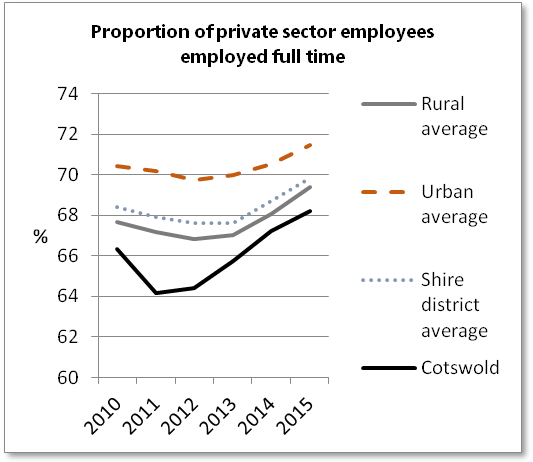 Proportion of private sector employees
employed full time
74
72
70
68
66
64
62
60
%
2010
2011
2012
2013
2014
2015
Rural
average
Urban
average
Shire
district
average
Cotswold